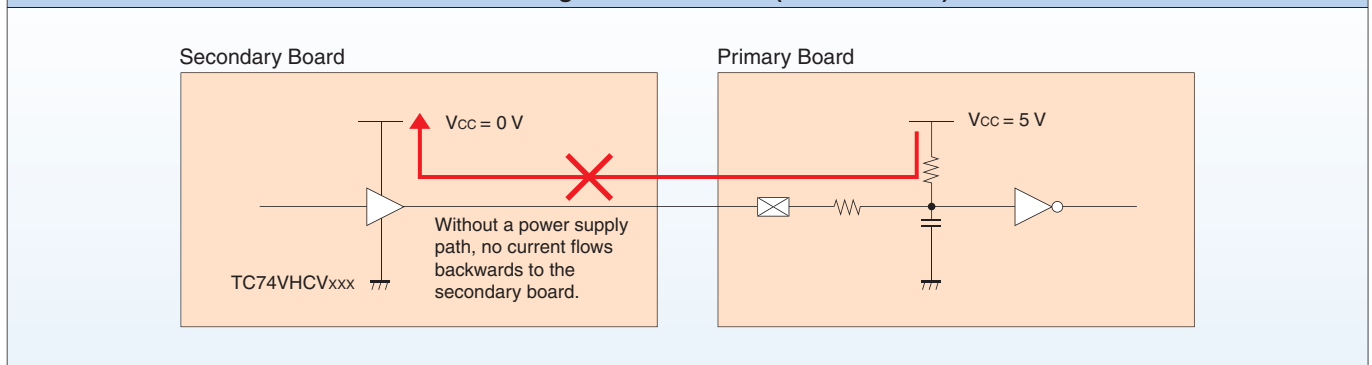 Secondary Board
Primary Board
VCC = 0 V
VCC = 5 V
Without a power supply
path, no current flows
backwards to the
secondary board.
TC74VHCVxxx